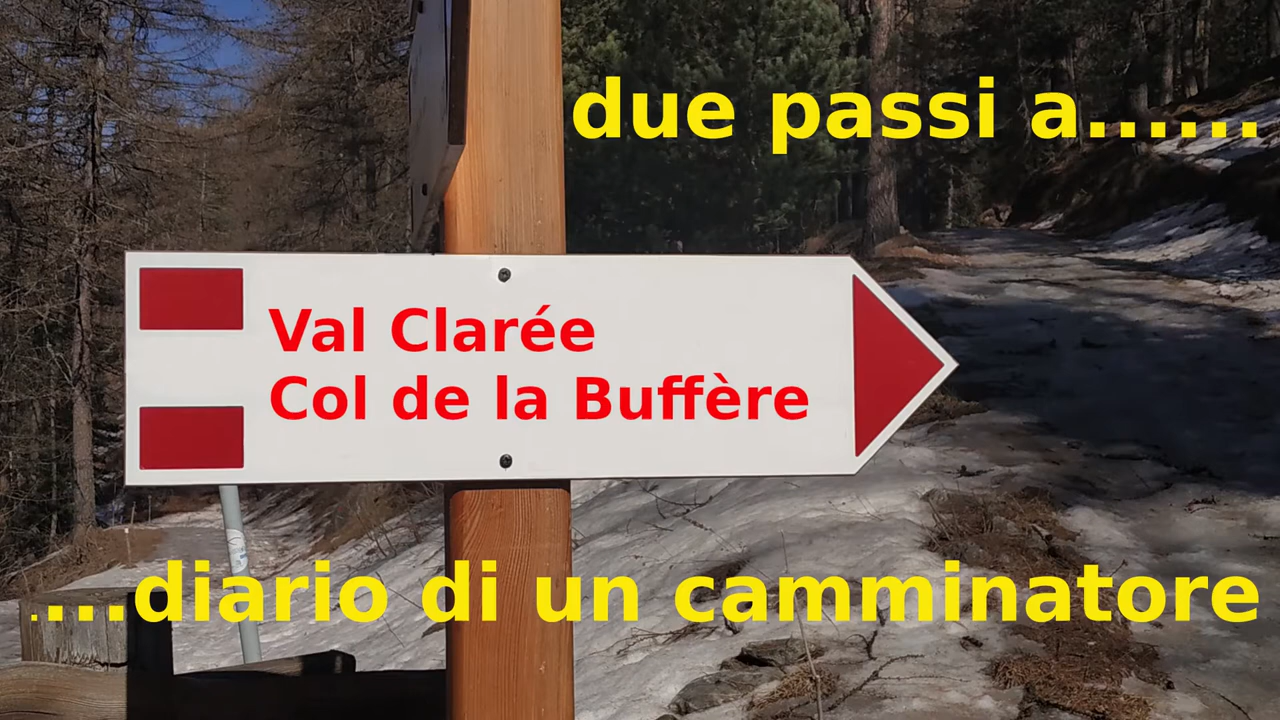 due passi a......
Val Clarée
Col de la Buffère
....diario di un camminatore